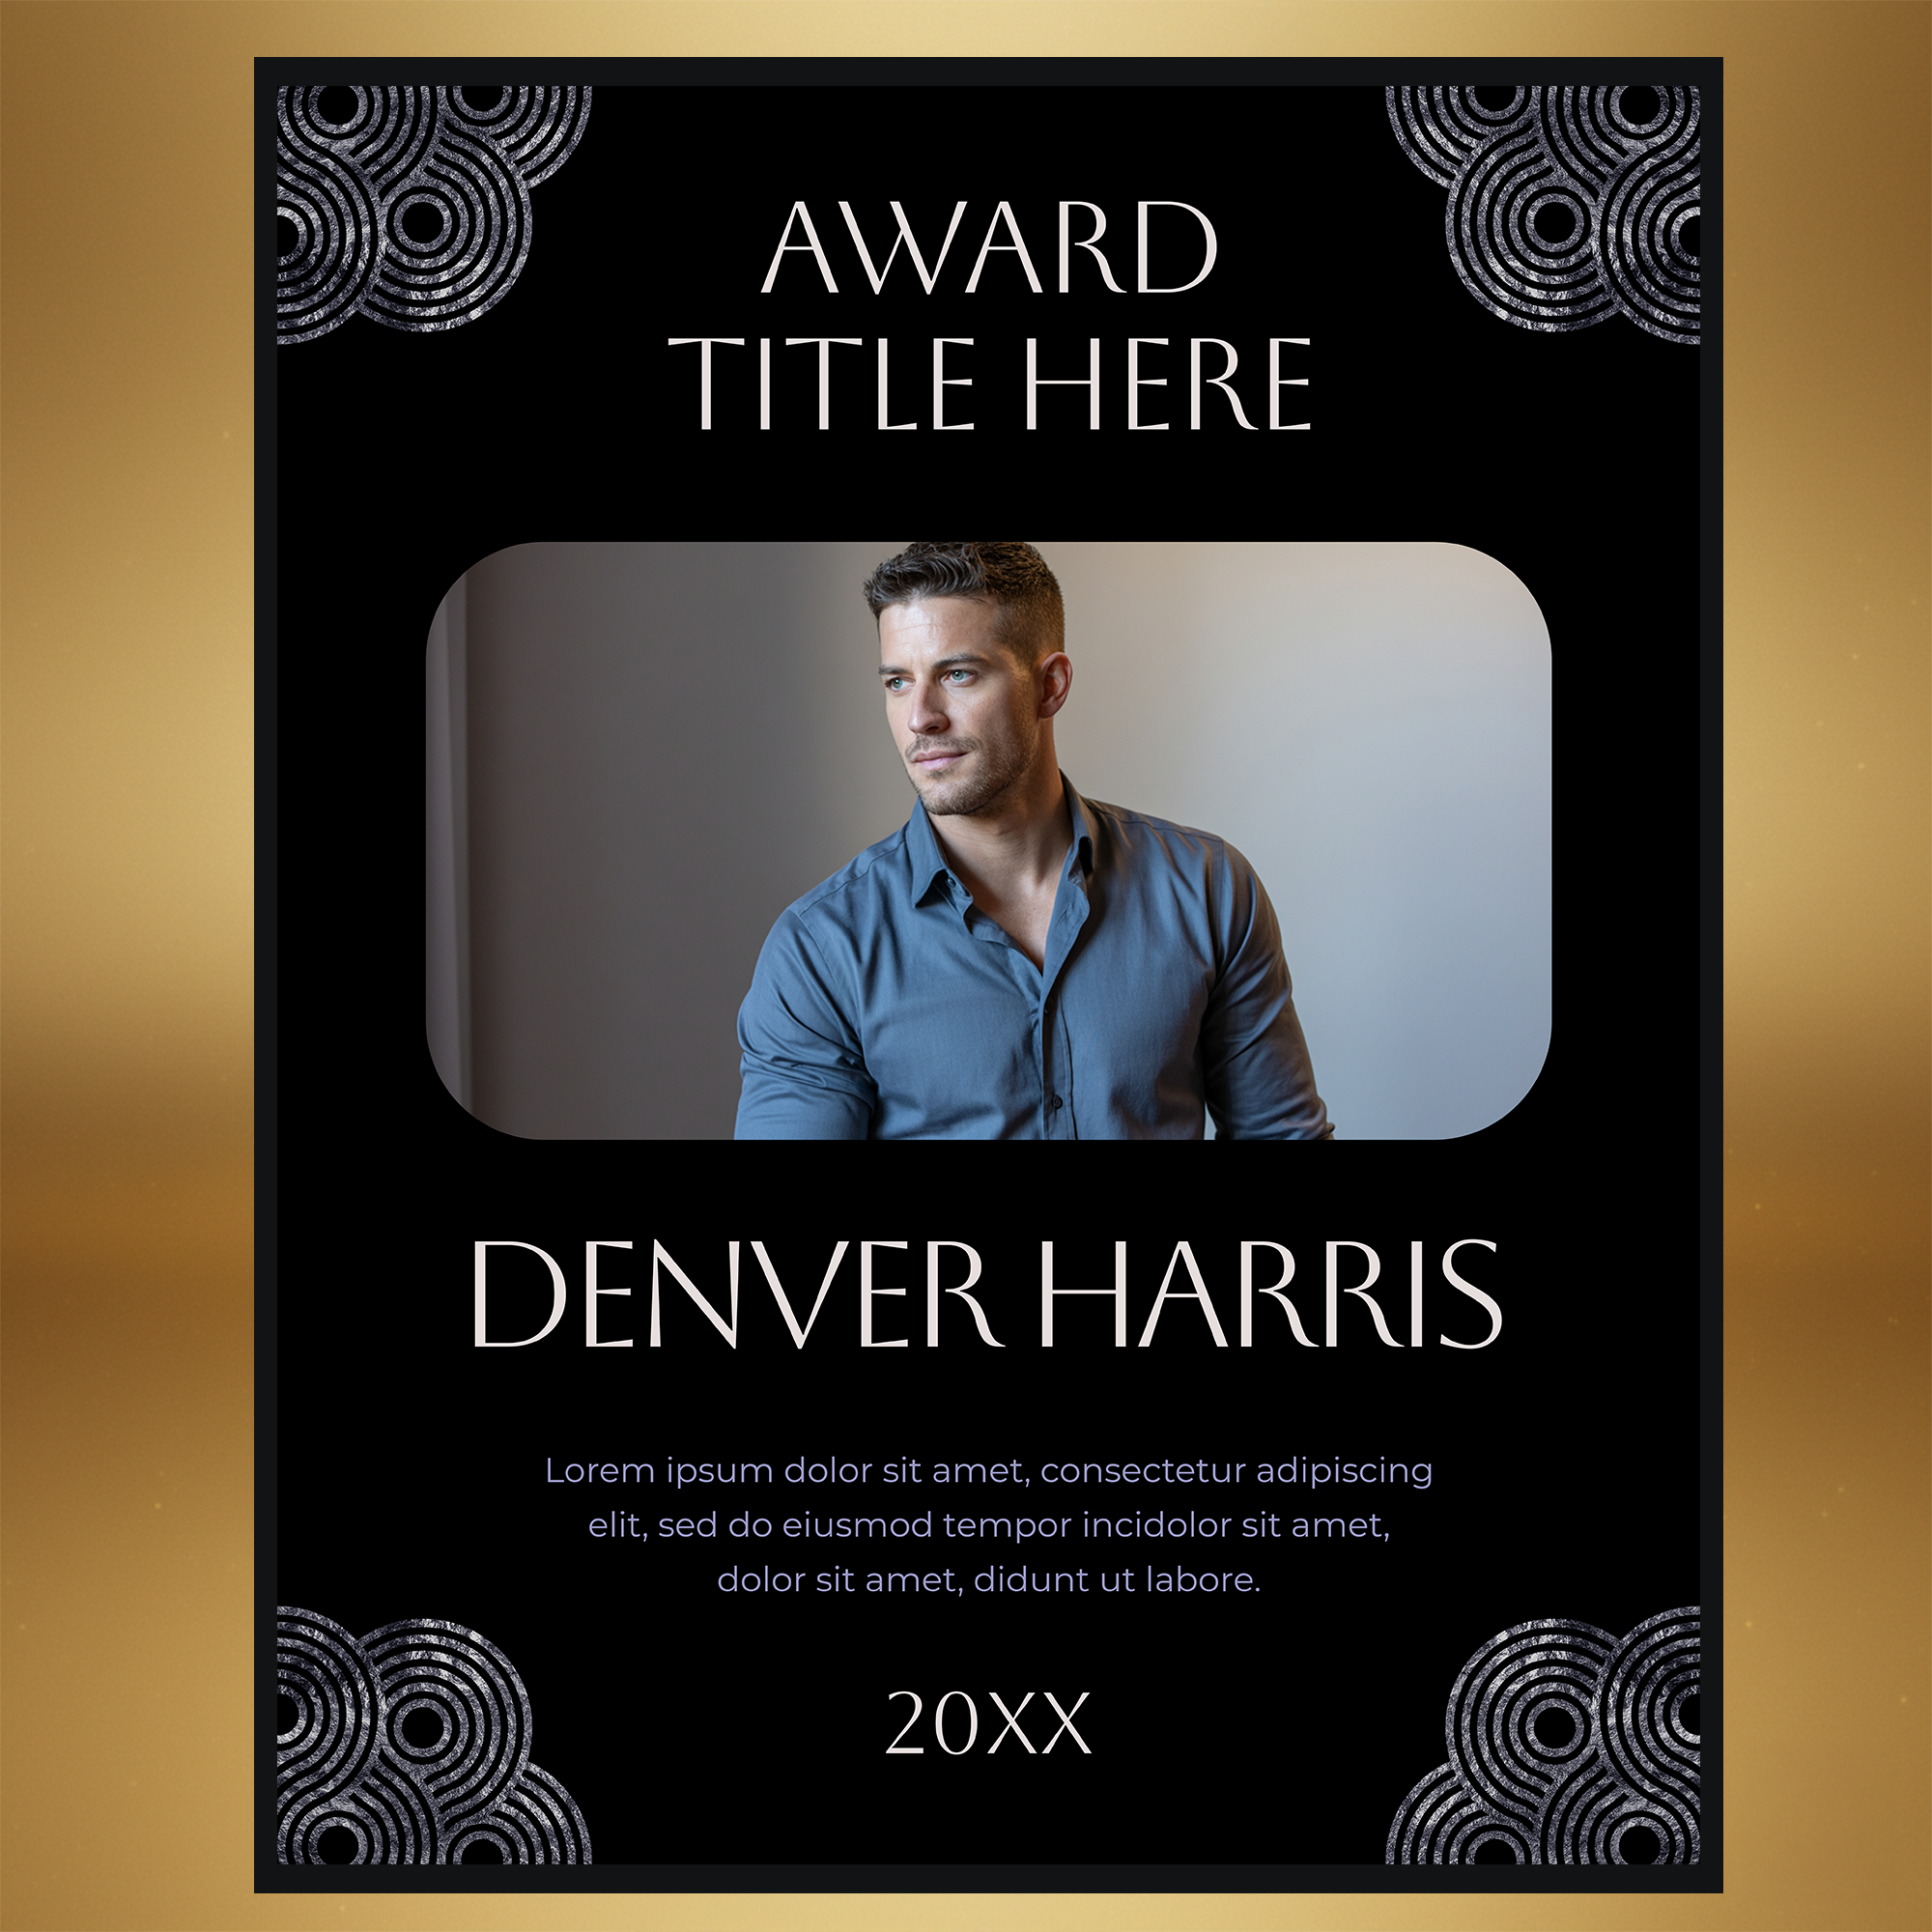 AWARD
TITLE HERE
DENVER HARRIS
Lorem ipsum dolor sit amet, consectetur adipiscing
elit, sed do eiusmod tempor incidolor sit amet,
dolor sit amet, didunt ut labore.
20XX